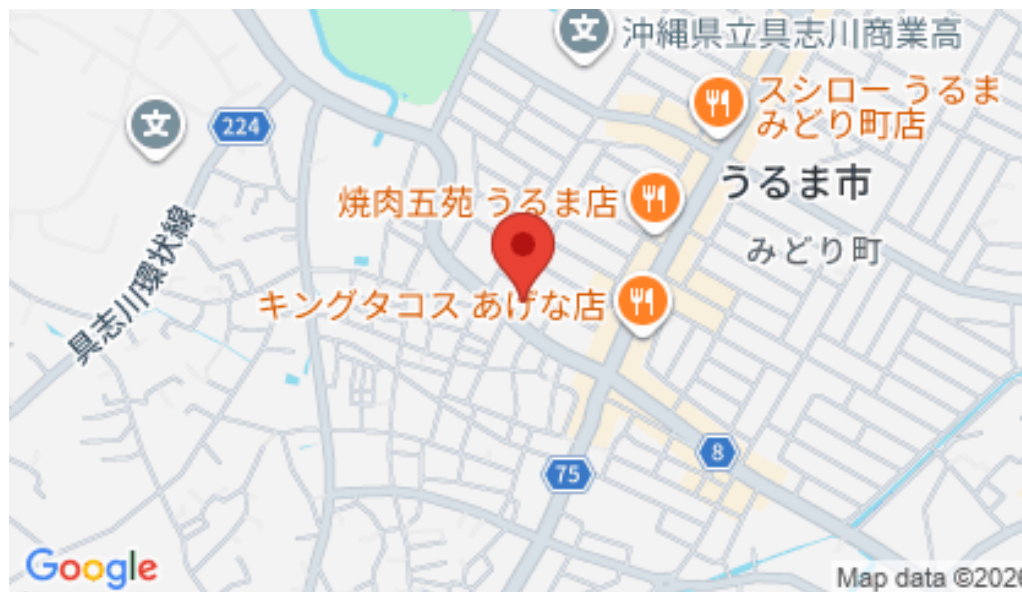 文 沖縄県立具志川商業高
スシロー うるま
みどり町店
文
224
焼肉五苑 うるま店
うるま市
みどり町
具志川環状線
キングタコス あげな店
8
75
Google
Map data ©2026